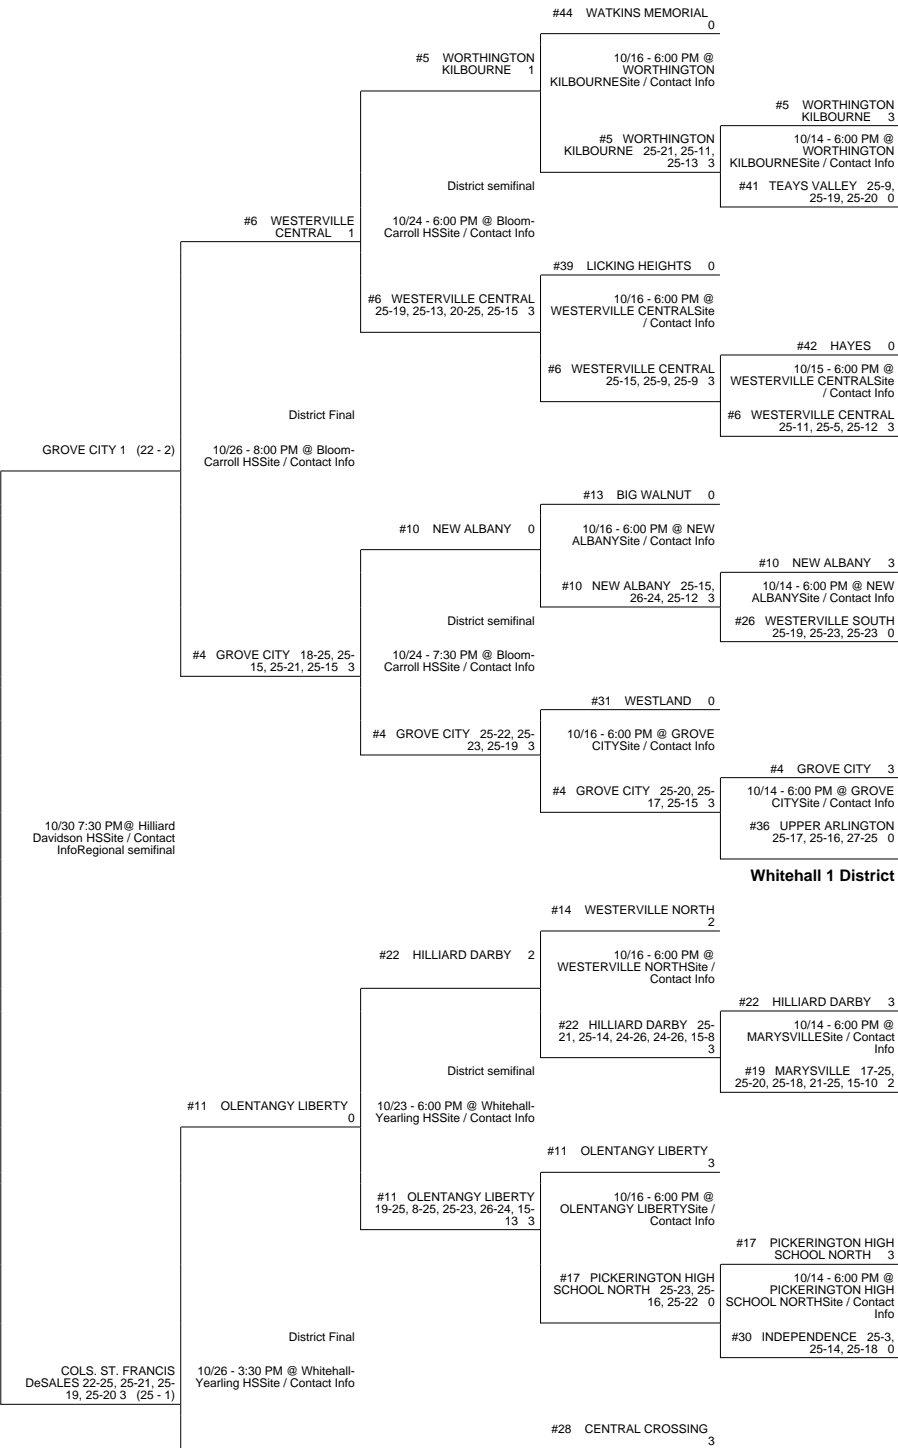 #44 WATKINS MEMORIAL
0
#5 WORTHINGTON
KILBOURNE 1
10/16 - 6:00 PM @
WORTHINGTON
KILBOURNESite / Contact Info
#5 WORTHINGTON
KILBOURNE 3
#5 WORTHINGTON
KILBOURNE 25-21, 25-11,
25-13 3
10/14 - 6:00 PM @
WORTHINGTON
KILBOURNESite / Contact Info
#41 TEAYS VALLEY 25-9,
25-19, 25-20 0
District semifinal
#6 WESTERVILLE
CENTRAL 1
10/24 - 6:00 PM @ Bloom-
Carroll HSSite / Contact Info
#39 LICKING HEIGHTS 0
#6 WESTERVILLE CENTRAL
25-19, 25-13, 20-25, 25-15 3
10/16 - 6:00 PM @
WESTERVILLE CENTRALSite
/ Contact Info
#42 HAYES 0
#6 WESTERVILLE CENTRAL
25-15, 25-9, 25-9 3
10/15 - 6:00 PM @
WESTERVILLE CENTRALSite
/ Contact Info
#6 WESTERVILLE CENTRAL
25-11, 25-5, 25-12 3
District Final
GROVE CITY 1 (22 - 2)
10/26 - 8:00 PM @ Bloom-
Carroll HSSite / Contact Info
#13 BIG WALNUT 0
#10 NEW ALBANY 0
10/16 - 6:00 PM @ NEW
ALBANYSite / Contact Info
#10 NEW ALBANY 3
#10 NEW ALBANY 25-15,
26-24, 25-12 3
10/14 - 6:00 PM @ NEW
ALBANYSite / Contact Info
#26 WESTERVILLE SOUTH
25-19, 25-23, 25-23 0
District semifinal
#4 GROVE CITY 18-25, 25-
15, 25-21, 25-15 3
10/24 - 7:30 PM @ Bloom-
Carroll HSSite / Contact Info
#31 WESTLAND 0
#4 GROVE CITY 25-22, 25-
23, 25-19 3
10/16 - 6:00 PM @ GROVE
CITYSite / Contact Info
#4 GROVE CITY 3
#4 GROVE CITY 25-20, 25-
17, 25-15 3
10/14 - 6:00 PM @ GROVE
CITYSite / Contact Info
#36 UPPER ARLINGTON
25-17, 25-16, 27-25 0
10/30 7:30 PM@ Hilliard
Davidson HSSite / Contact
InfoRegional semifinal
Whitehall 1 District
#14 WESTERVILLE NORTH
2
#22 HILLIARD DARBY 2
10/16 - 6:00 PM @
WESTERVILLE NORTHSite /
Contact Info
#22 HILLIARD DARBY 3
#22 HILLIARD DARBY 25-
21, 25-14, 24-26, 24-26, 15-8
3
10/14 - 6:00 PM @
MARYSVILLESite / Contact
Info
#19 MARYSVILLE 17-25,
25-20, 25-18, 21-25, 15-10 2
District semifinal
#11 OLENTANGY LIBERTY
0
10/23 - 6:00 PM @ Whitehall-
Yearling HSSite / Contact Info
#11 OLENTANGY LIBERTY
3
#11 OLENTANGY LIBERTY
19-25, 8-25, 25-23, 26-24, 15-
13 3
10/16 - 6:00 PM @
OLENTANGY LIBERTYSite /
Contact Info
#17 PICKERINGTON HIGH
SCHOOL NORTH 3
#17 PICKERINGTON HIGH
SCHOOL NORTH 25-23, 25-
16, 25-22 0
10/14 - 6:00 PM @
PICKERINGTON HIGH
SCHOOL NORTHSite / Contact
Info
#30 INDEPENDENCE 25-3,
25-14, 25-18 0
District Final
COLS. ST. FRANCIS
DeSALES 22-25, 25-21, 25-
19, 25-20 3 (25 - 1)
10/26 - 3:30 PM @ Whitehall-
Yearling HSSite / Contact Info
#28 CENTRAL CROSSING
3